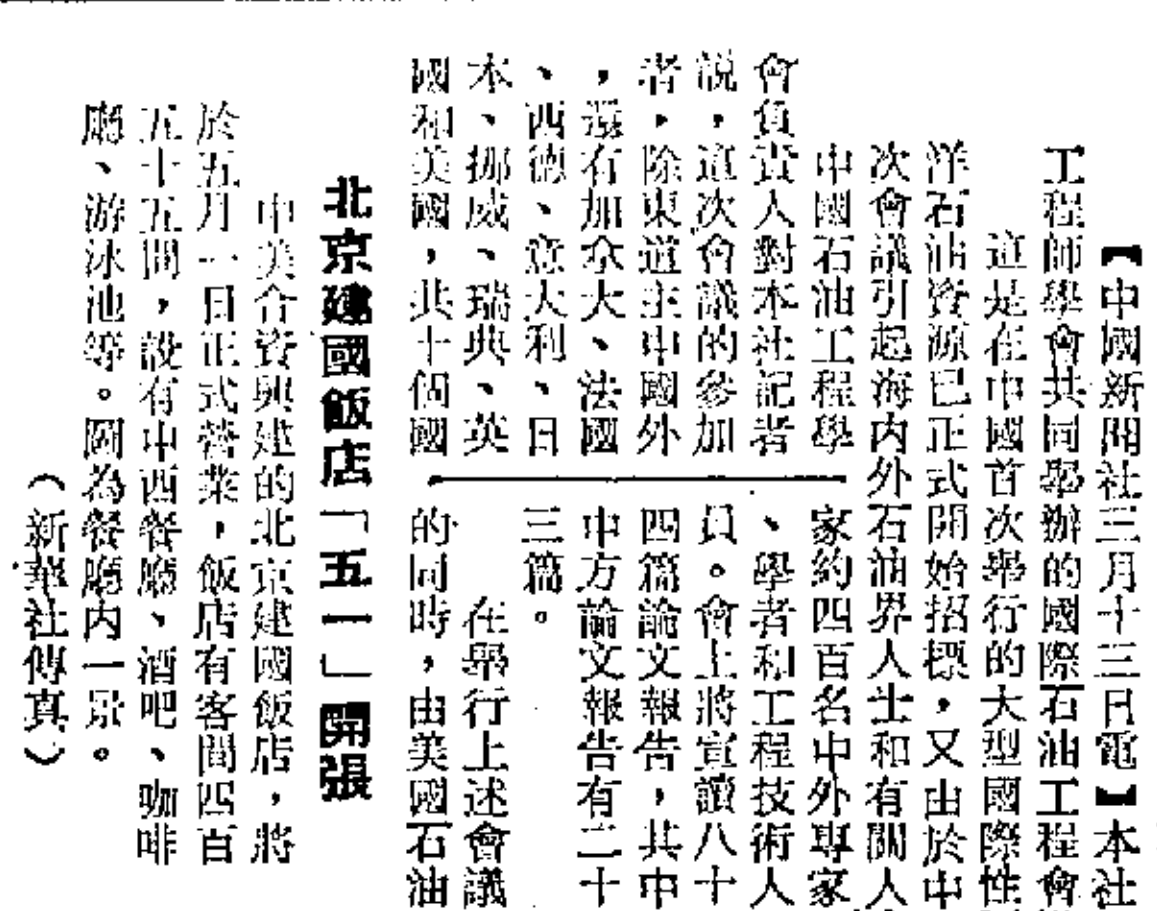 【中國新聞社三月十三日電】本社
工程師學會共同舉辦的國際石油工程會
這是在中國首次舉行的大型國際性
洋石油資源已正式開始招標，又由於中
次會議引起海內外石油界人士和有關人
中國石油工程學
會負責人對本社記者
說，這次會議的參加
者，除東道主中國外
，還有加拿大、法國
、西德、意大利、日
本、挪威、瑞典、英
國和美國，共十個國
家約四百名中外專家
、學者和工程技術人
員。會上將宣讀八十
四篇論文報告，共中
中方論文報告有二十
三篇。
在舉行上述會議
的同時，由美國石油
北京建國飯店「五一」開張
中美合資興建的北京建國飯店，將
於五月一日正式營業，飯店有客間四百
五十五間，設有中西餐廳、酒吧、咖啡
廳、游泳池等。圖為餐廳內一景。
（新華社傳真）